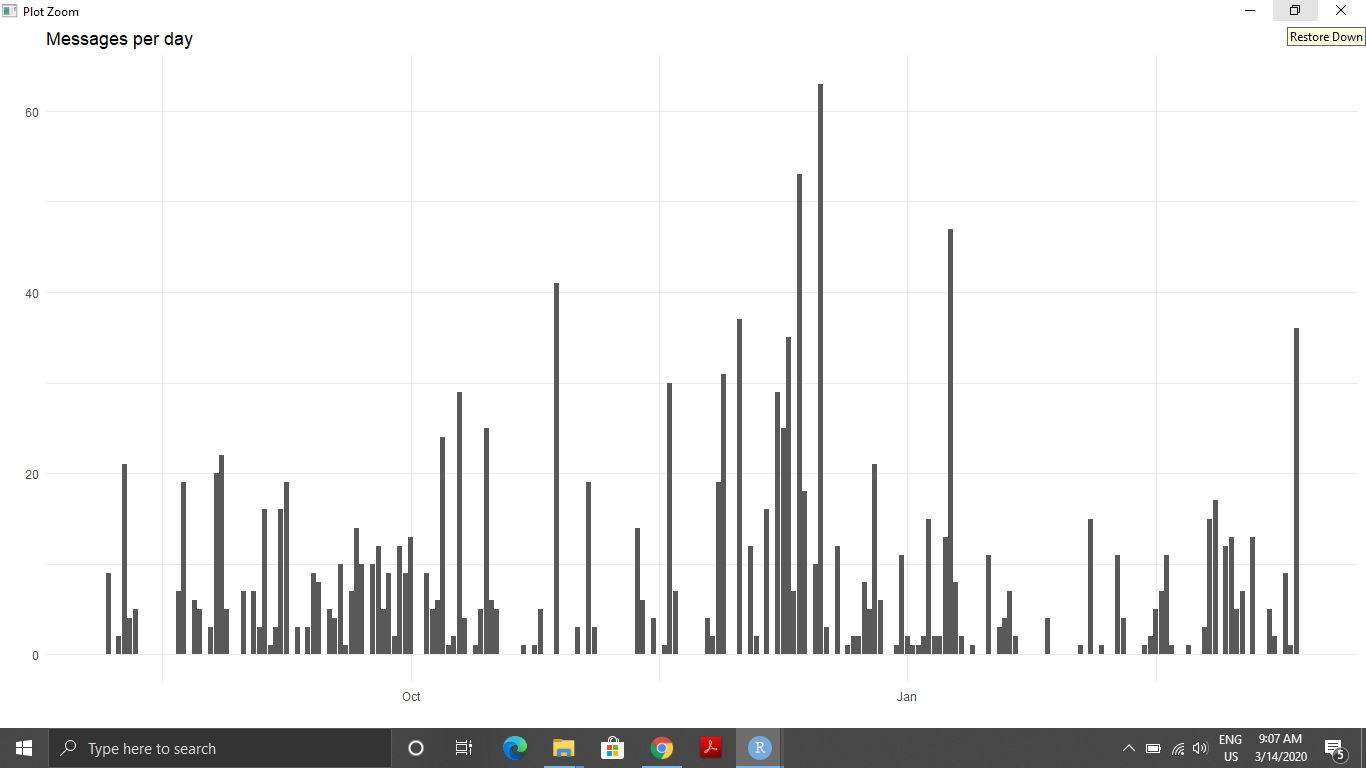 Plot Zoom
Restore Down
Messages per day
60
40
20
0
Oct Jan
Type here to search
R
ENG
US
9:07 AM
3/14/2020
5